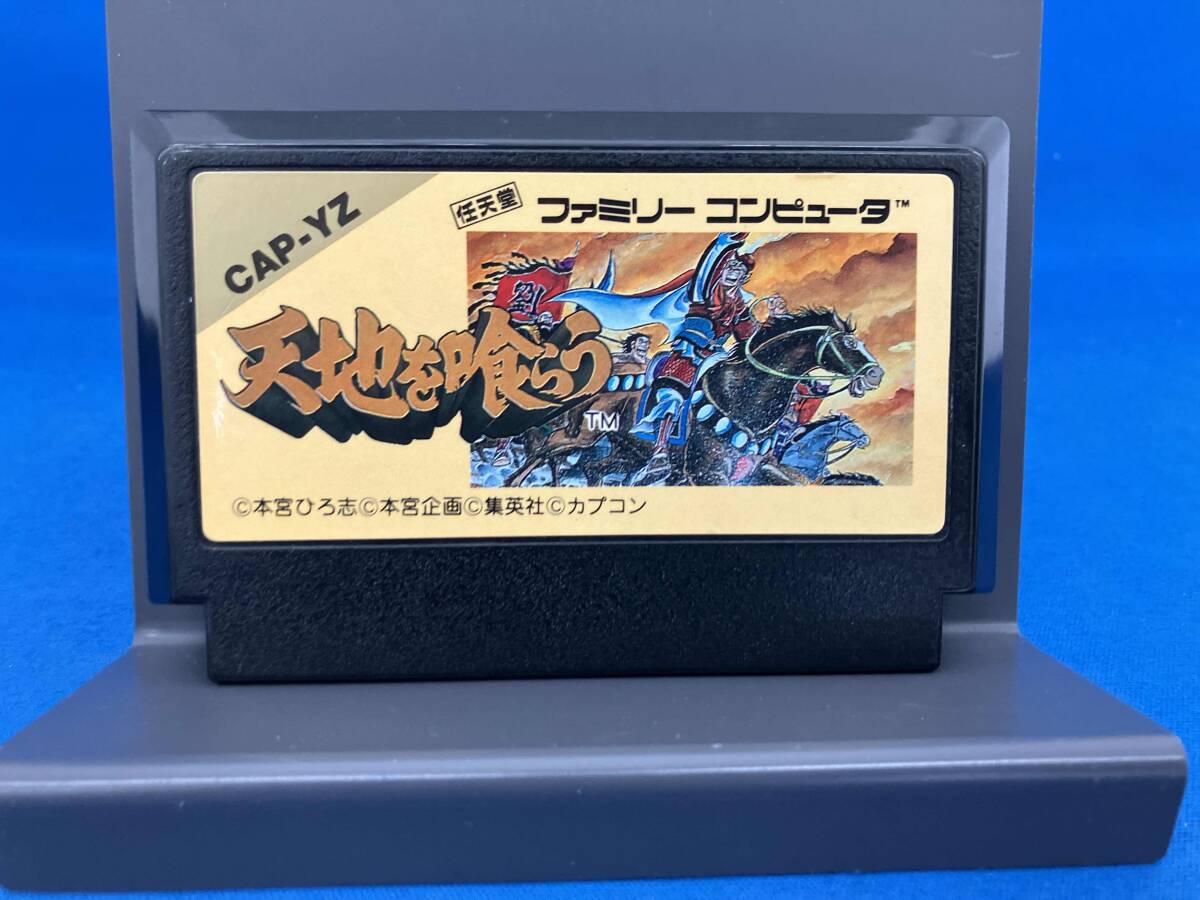 CAP-YZ
任天堂 ファミリー コンピュータ™
劉
天地を喰らう
TM
©本宮ひろ志©本宮企画©集英社©カプコン